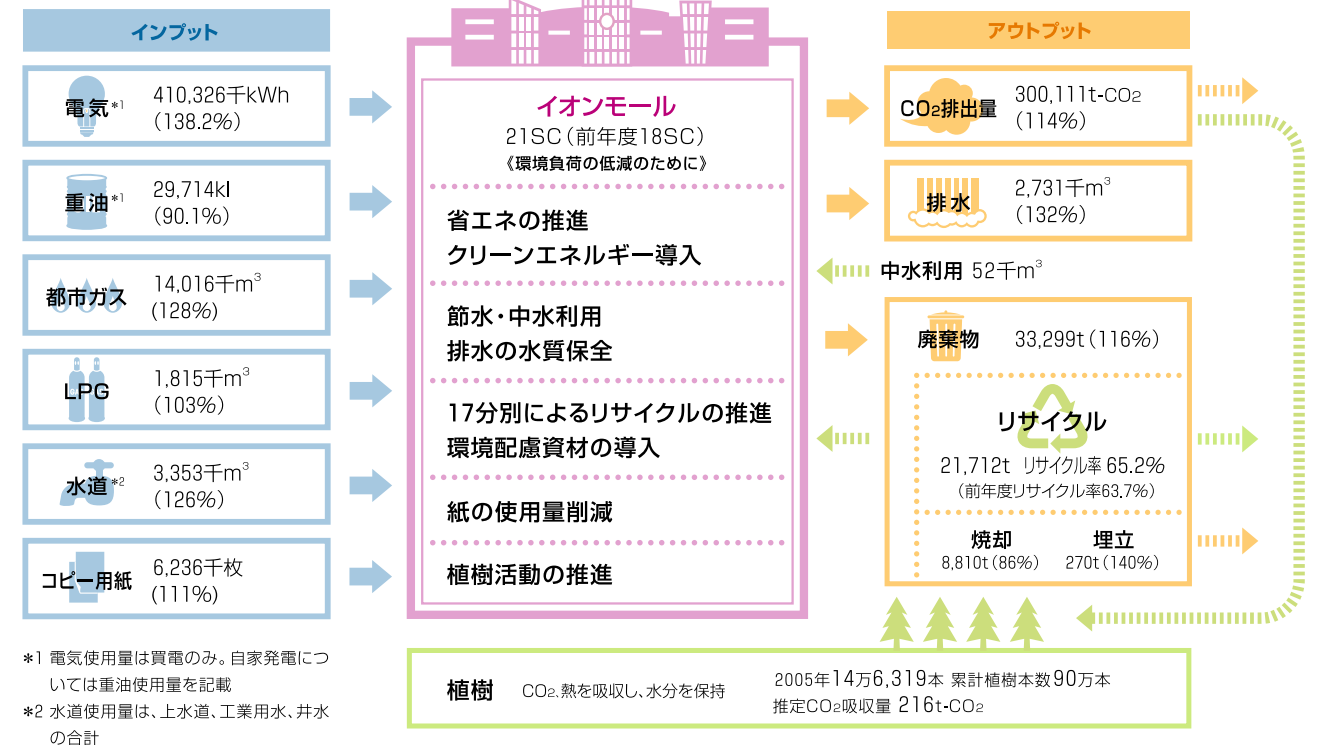 インプット
電気*1
410,326千kWh
(138.2%)
重油*1
29,714kl
(90.1%)
都市ガス
14,016千m³
(128%)
LPG
1,815千m³
(103%)
水道*2
3,353千m³
(126%)
コピー用紙
6,236千枚
(111%)
*1 電気使用量は買電のみ。自家発電につ
いては重油使用量を記載
*2 水道使用量は、上水道、工業用水、井水
の合計
イオンモール
21SC(前年度18SC)
《環境負荷の低減のために》
省エネの推進
クリーンエネルギー導入
節水・中水利用
排水の水質保全
17分別によるリサイクルの推進
環境配慮資材の導入
紙の使用量削減
植樹活動の推進
アウトプット
CO2排出量
300,111t-CO2
(114%)
排水
2,731千m³
(132%)
中水利用 52千m³
廃棄物 33,299t(116%)
リサイクル
21,712t リサイクル率 65.2%
(前年度リサイクル率63.7%)
焼却
8,810t(86%)
埋立
270t(140%)
植樹 CO2、熱を吸収し、水分を保持
2005年14万6,319本 累計植樹本数90万本
推定CO2吸収量 216t-CO2